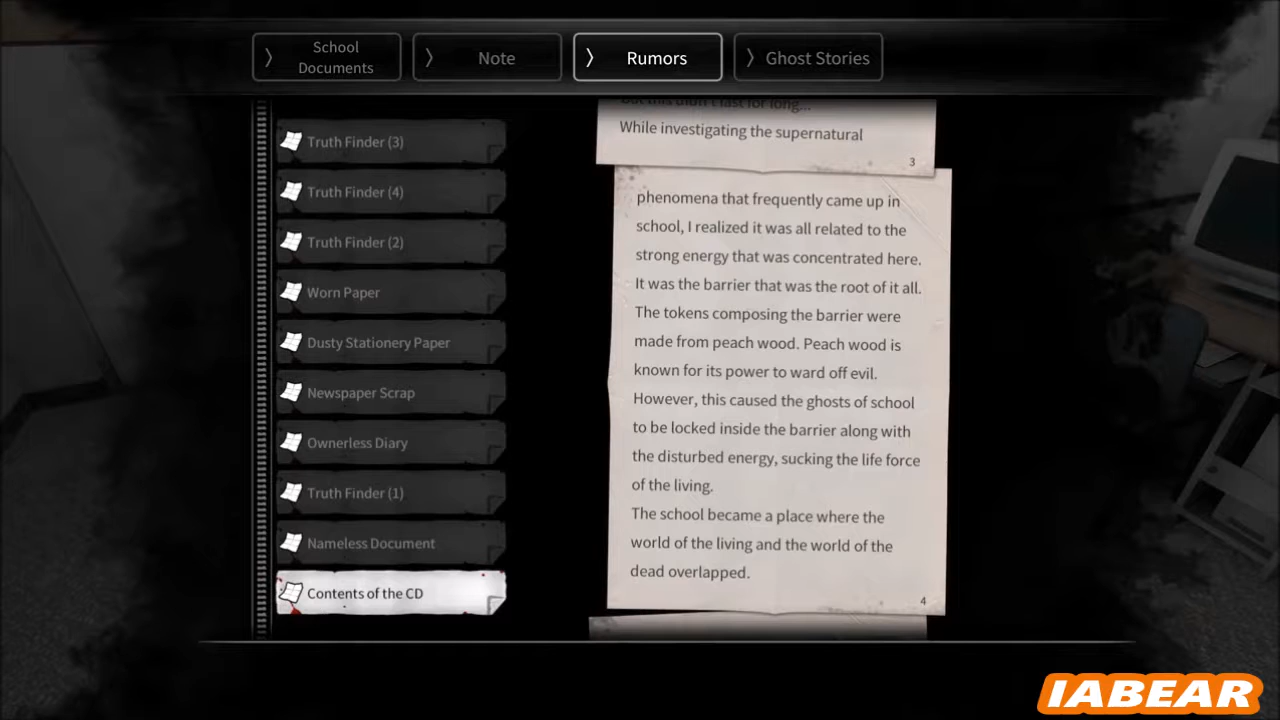 School
Documents
Note
Rumors
Ghost Stories
Truth Finder (3)
Truth Finder (4)
Truth Finder (2)
Worn Paper
Dusty Stationery Paper
Newspaper Scrap
Ownerless Diary
Truth Finder (1)
Nameless Document
Contents of the CD
But this didn't last for long...
While investigating the supernatural
3
phenomena that frequently came up in
school, I realized it was all related to the
strong energy that was concentrated here.
It was the barrier that was the root of it all.
The tokens composing the barrier were
made from peach wood. Peach wood is
known for its power to ward off evil.
However, this caused the ghosts of school
to be locked inside the barrier along with
the disturbed energy, sucking the life force
of the living.
The school became a place where the
world of the living and the world of the
dead overlapped.
4
IABEAR